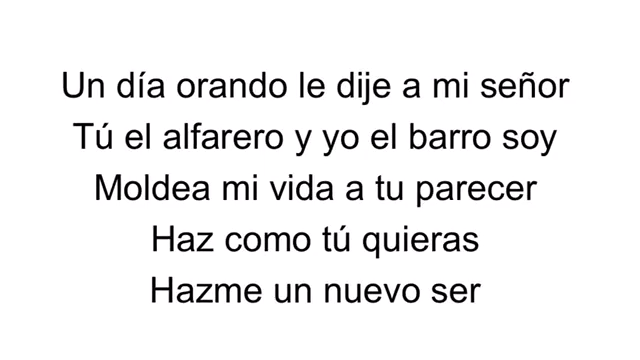 Un día orando le dije a mi señor
Tú el alfarero y yo el barro soy
Moldea mi vida a tu parecer
Haz como tú quieras
Hazme un nuevo ser